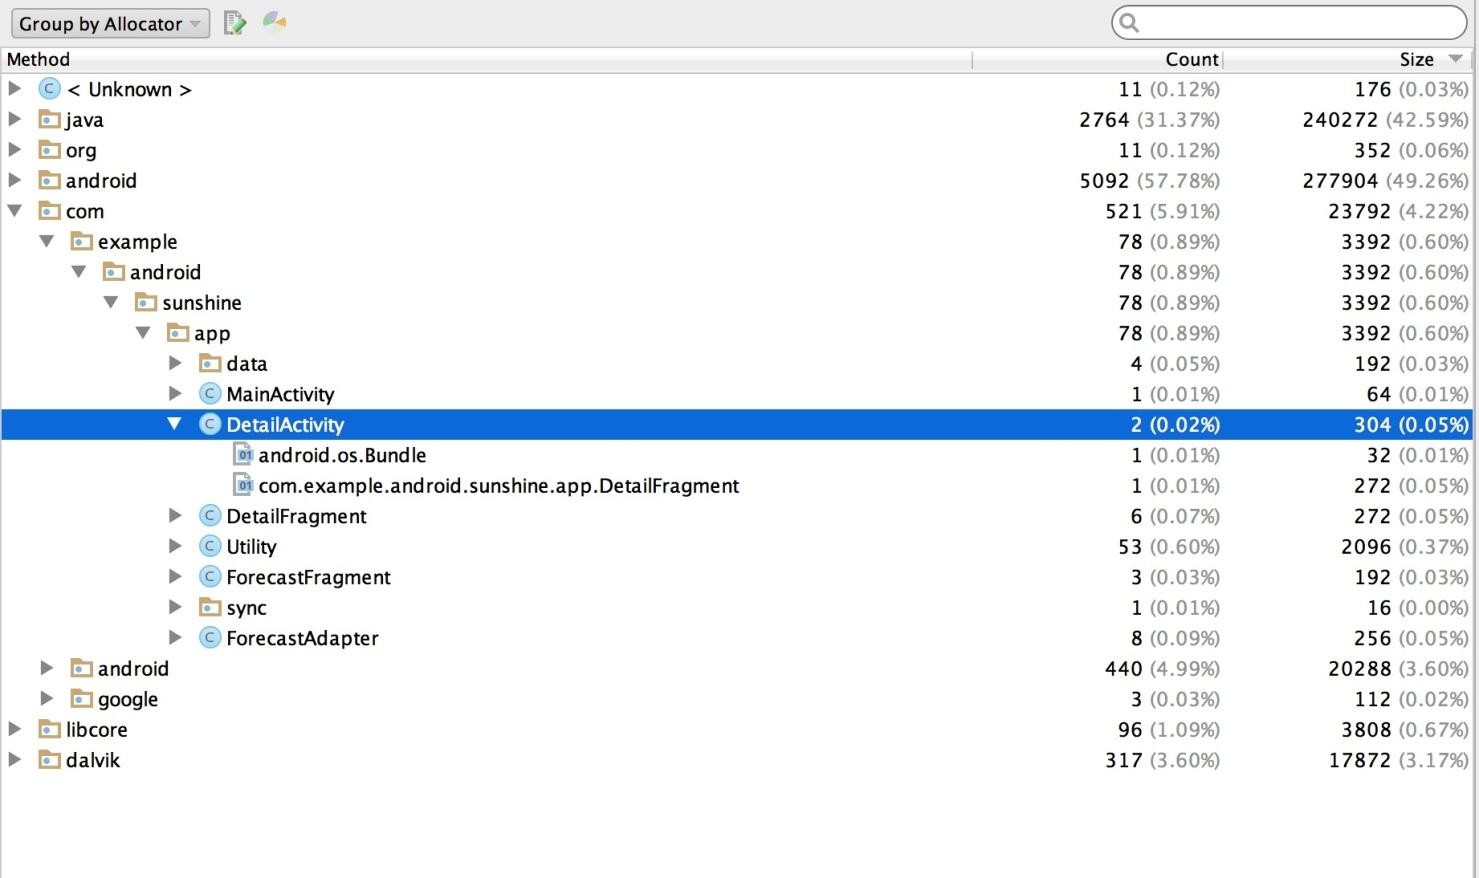 Group by Allocator
Method Count Size
C < Unknown > 11 (0.12%) 176 (0.03%)
java 2764 (31.37%) 240272 (42.59%)
org 11 (0.12%) 352 (0.06%)
android 5092 (57.78%) 277904 (49.26%)
com 521 (5.91%) 23792 (4.22%)
example 78 (0.89%) 3392 (0.60%)
android 78 (0.89%) 3392 (0.60%)
sunshine 78 (0.89%) 3392 (0.60%)
app 78 (0.89%) 3392 (0.60%)
data 4 (0.05%) 192 (0.03%)
C MainActivity 1 (0.01%) 64 (0.01%)
C DetailActivity 2 (0.02%) 304 (0.05%)
01 android.os.Bundle 1 (0.01%) 32 (0.01%)
01 com.example.android.sunshine.app.DetailFragment 1 (0.01%) 272 (0.05%)
C DetailFragment 6 (0.07%) 272 (0.05%)
C Utility 53 (0.60%) 2096 (0.37%)
C ForecastFragment 3 (0.03%) 192 (0.03%)
sync 1 (0.01%) 16 (0.00%)
C ForecastAdapter 8 (0.09%) 256 (0.05%)
android 440 (4.99%) 20288 (3.60%)
google 3 (0.03%) 112 (0.02%)
libcore 96 (1.09%) 3808 (0.67%)
dalvik 317 (3.60%) 17872 (3.17%)